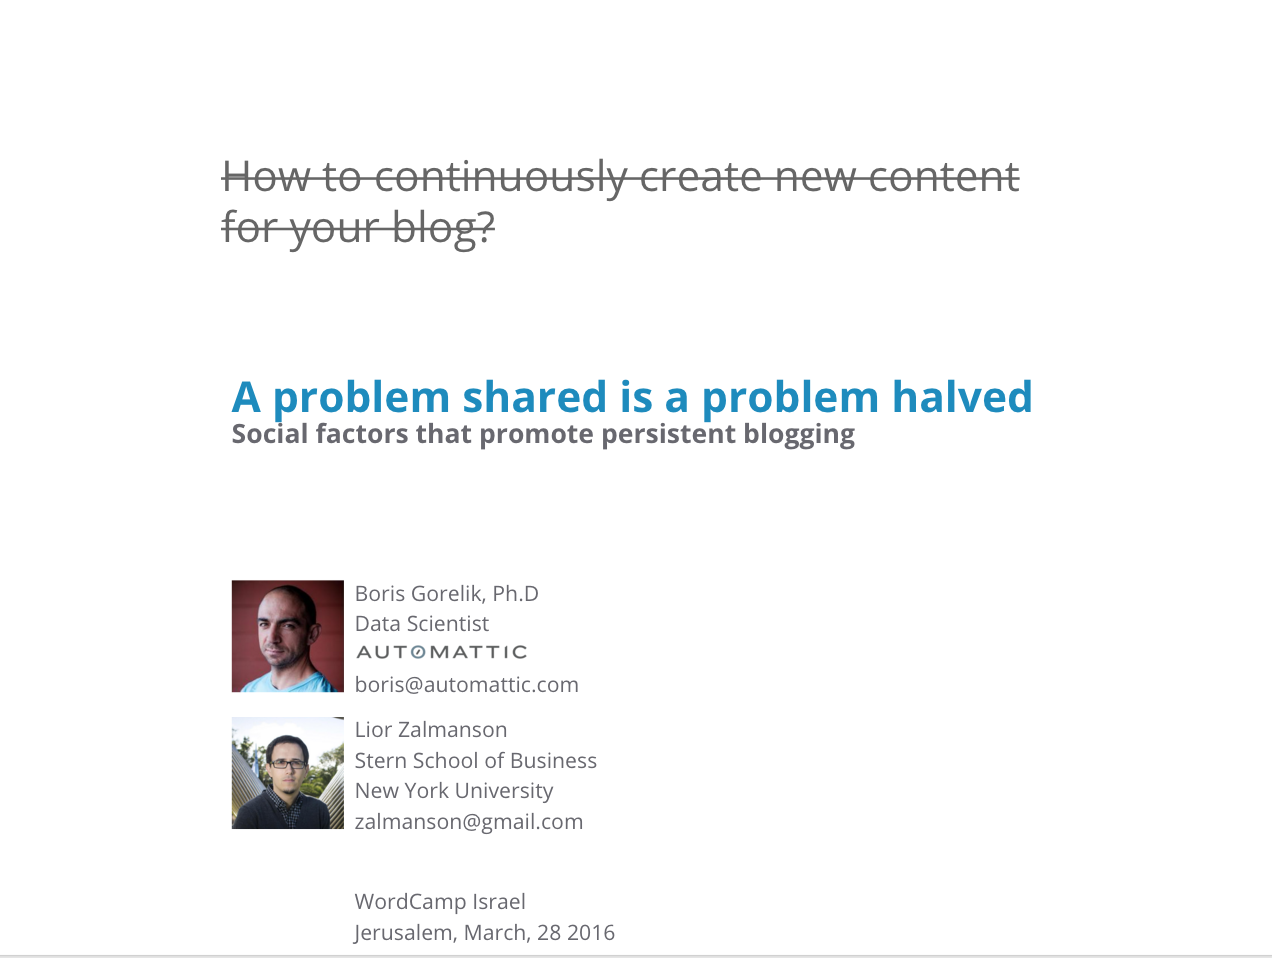 How to continuously create new content
for your blog?
A problem shared is a problem halved
Social factors that promote persistent blogging
Boris Gorelik, Ph.D
Data Scientist
AUTOMATTIC
boris@automattic.com
Lior Zalmanson
Stern School of Business
New York University
zalmanson@gmail.com
WordCamp Israel
Jerusalem, March, 28 2016